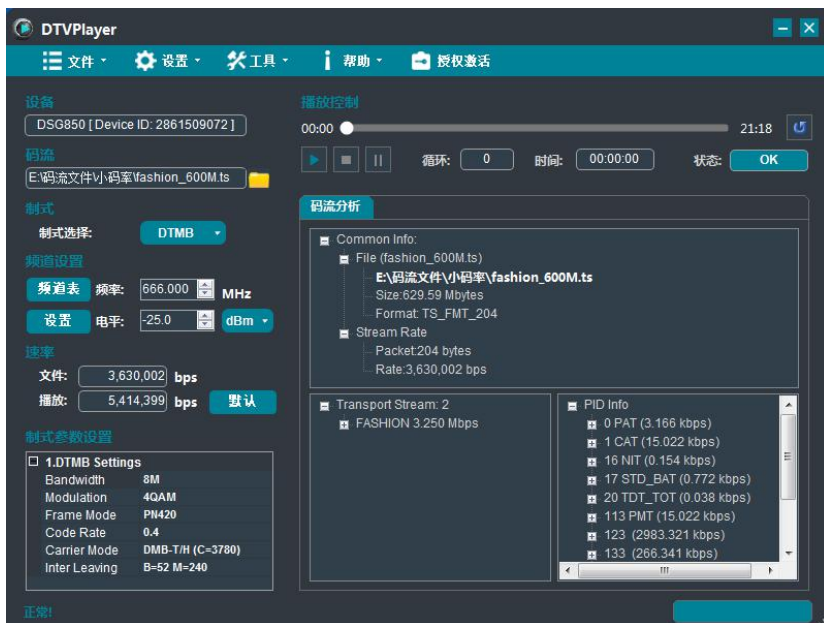 DTVPlayer
文件 设置 工具 帮助 授权激活
设备
DSG850 [ Device ID: 2861509072 ]
码流
E:\码流文件\小码率\fashion_600M.ts
制式
制式选择: DTMB
频道设置
频道表 频率: 666.000 MHz
设置 电平: -25.0 dBm
速率
文件: 3,630,002 bps
播放: 5,414,399 bps 默认
制式参数设置
1.DTMB Settings
Bandwidth 8M
Modulation 4QAM
Frame Mode PN420
Code Rate 0.4
Carrier Mode DMB-T/H (C=3780)
Inter Leaving B=52 M=240
正常!
播放控制
00:00 21:18
循环: 0 时间: 00:00:00 状态: OK
码流分析
Common Info:
File (fashion_600M.ts)
E:\码流文件\小码率\fashion_600M.ts
Size:629.59 Mbytes
Format: TS_FMT_204
Stream Rate
Packet:204 bytes
Rate:3,630,002 bps
Transport Stream: 2
FASHION 3.250 Mbps
PID Info
0 PAT (3.166 kbps)
1 CAT (15.022 kbps)
16 NIT (0.154 kbps)
17 STD_BAT (0.772 kbps)
20 TDT_TOT (0.038 kbps)
113 PMT (15.022 kbps)
123 (2983.321 kbps)
133 (266.341 kbps)